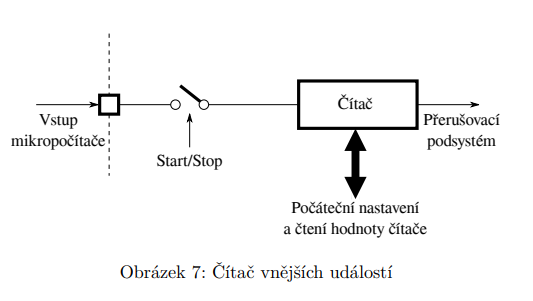 Čítač
Vstup
mikropočítače
Přerušovací
podsystém
Start/Stop
Počáteční nastavení
a čtení hodnoty čítače
Obrázek 7: Čítač vnějších událostí